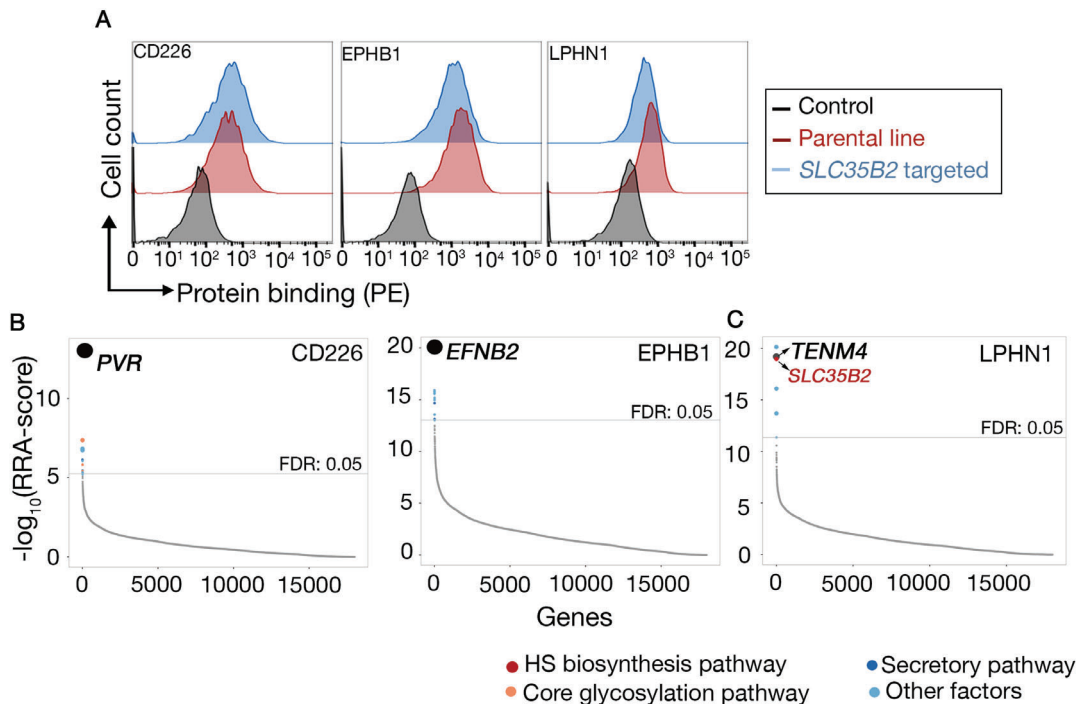 A
CD226
EPHB1
LPHN1
Cell count
Control
Parental line
SLC35B2 targeted
0 10¹ 10² 10³ 10⁴ 10⁵
0 10¹ 10² 10³ 10⁴ 10⁵
0 10¹ 10² 10³ 10⁴ 10⁵
Protein binding (PE)
B
C
-log₁₀(RRA-score)
PVR
CD226
10
FDR: 0.05
5
0
0 5000 10000 15000
20
EFNB2
EPHB1
15
FDR: 0.05
10
5
0
0 5000 10000 15000
20
TENM4
LPHN1
SLC35B2
15
FDR: 0.05
10
5
0
0 5000 10000 15000
Genes
HS biosynthesis pathway
Secretory pathway
Core glycosylation pathway
Other factors